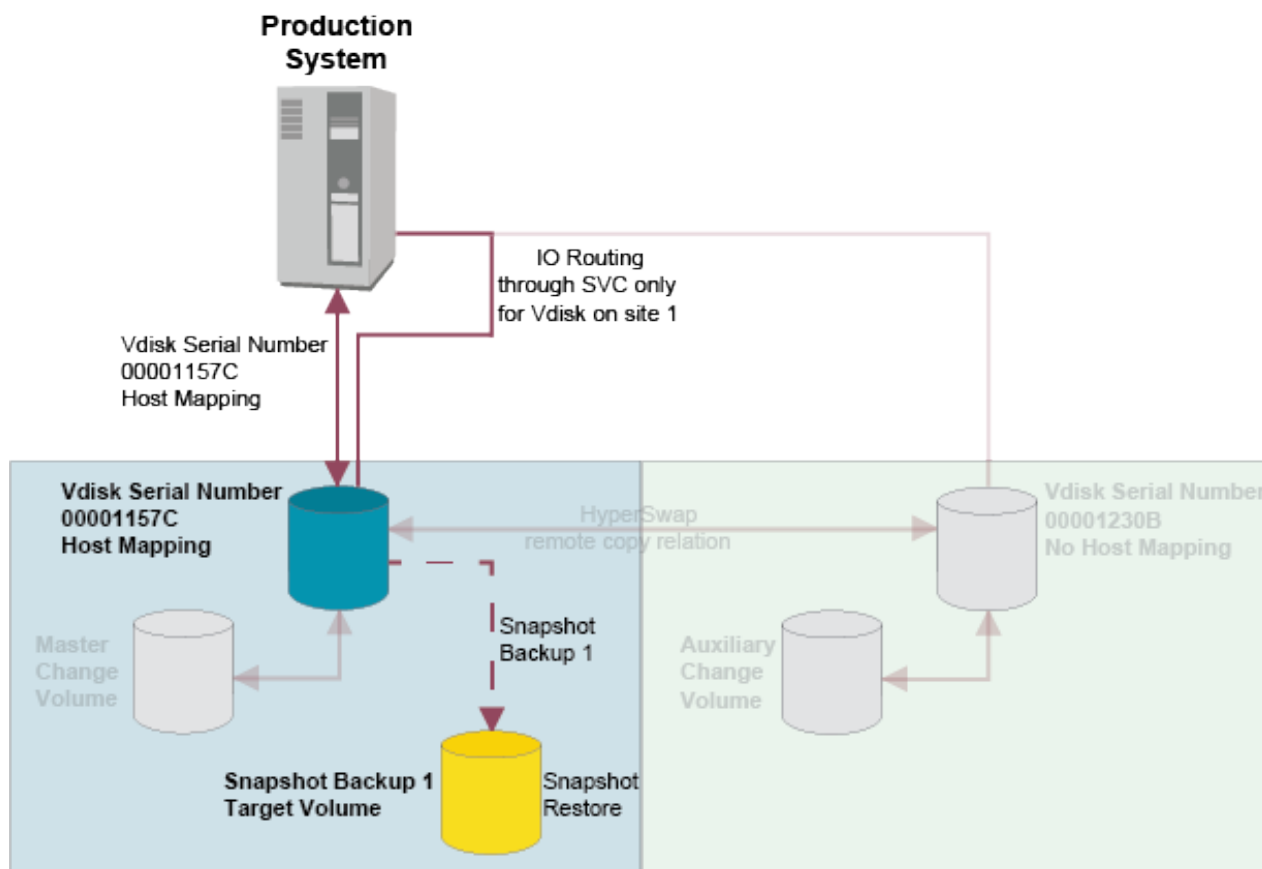 Production
System
IO Routing
through SVC only
for Vdisk on site 1
Vdisk Serial Number
00001157C
Host Mapping
Vdisk Serial Number
00001157C
Host Mapping
HyperSwap
remote copy relation
Vdisk Serial Number
00001230B
No Host Mapping
Master
Change
Volume
Snapshot
Backup 1
Auxiliary
Change
Volume
Snapshot Backup 1
Target Volume
Snapshot
Restore